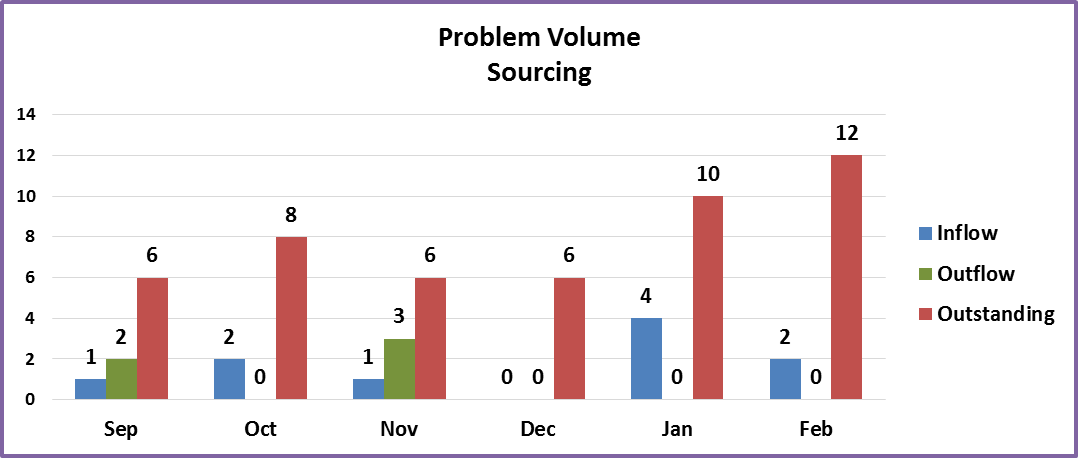 Problem Volume
Sourcing
14
12
10
8
6
4
2
0
1 2 6
2 0 8
1 3 6
0 0 6
4 0 10
2 0 12
Sep Oct Nov Dec Jan Feb
Inflow
Outflow
Outstanding